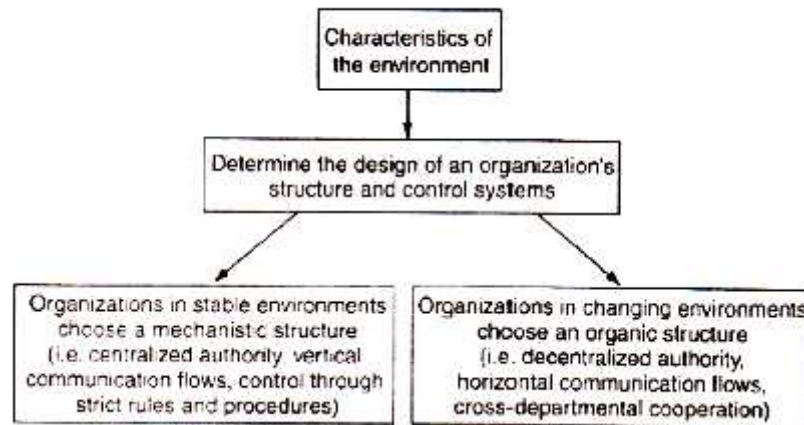 Characteristics of
the environment
Determine the design of an organization's
structure and control systems
Organizations in stable environments
choose a mechanistic structure
(i.e. centralized authority, vertical
communication flows, control through
strict rules and procedures)
Organizations in changing environments
choose an organic structure
(i.e. decentralized authority,
horizontal communication flows,
cross-departmental cooperation)